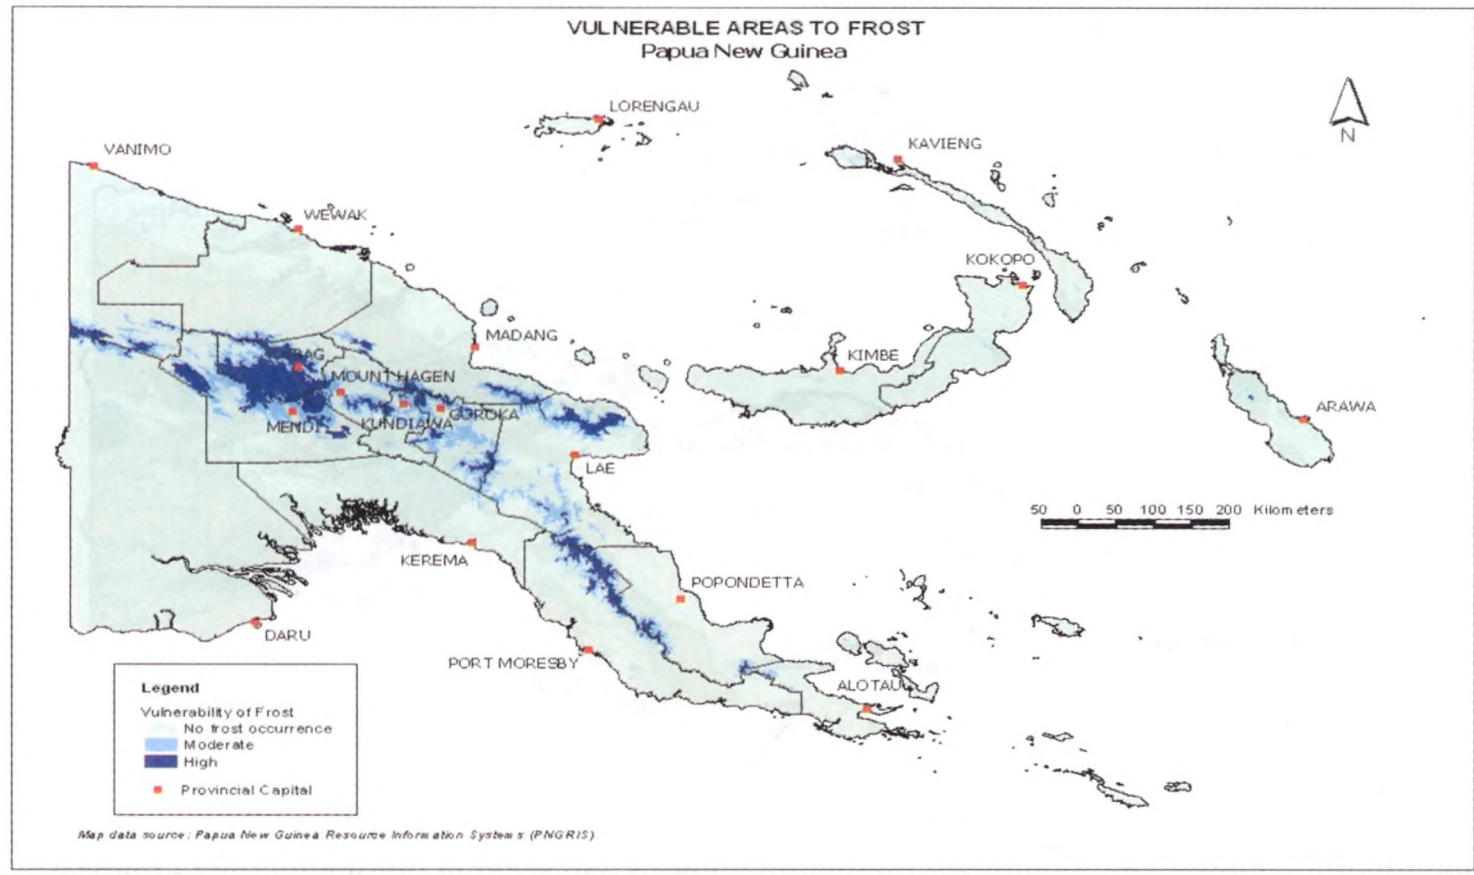 VULNERABLE AREAS TO FROST
Papua New Guinea
LORENGAU
N
VANIMO
KAVIENG
WEWAK
KOKOPO
MADANG
KIMBE
MOUNT HAGEN
MENDI
KUNDIAWA
GOROKA
ARAWA
LAE
50 0 50 100 150 200 Kilometers
KEREMA
POPONDETTA
DARU
PORT MORESBY
ALOTAU
Legend
Vulnerability of Frost
No frost occurrence
Moderate
High
Provincial Capital
Map data source: Papua New Guinea Resource Information Systems (PNGRIS)